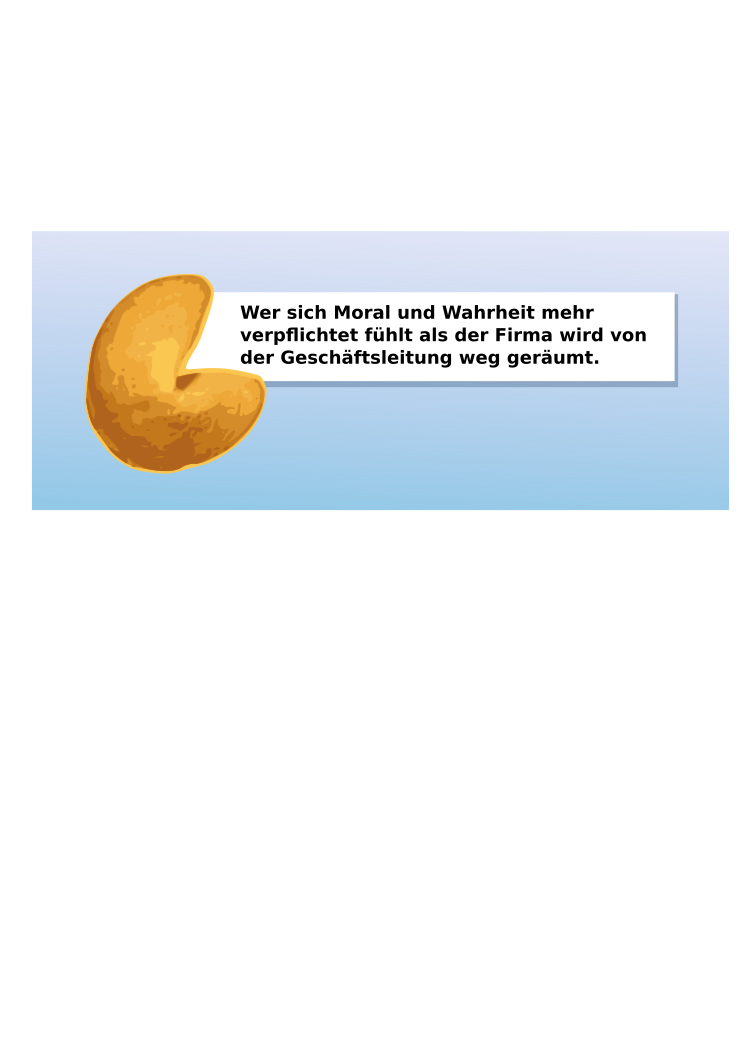 Wer sich Moral und Wahrheit mehr
verpflichtet fühlt als der Firma wird von
der Geschäftsleitung weg geräumt.